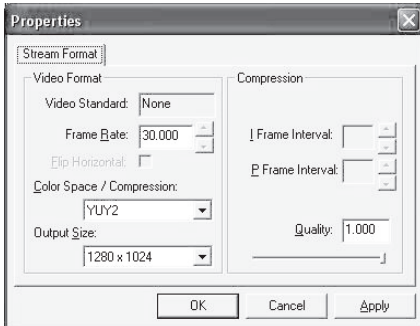 Properties
Stream Format
Video Format
Video Standard: None
Frame Rate: 30.000
Flip Horizontal:
Color Space / Compression:
YUY2
Output Size:
1280 x 1024
Compression
I Frame Interval:
P Frame Interval:
Quality: 1.000
OK Cancel Apply